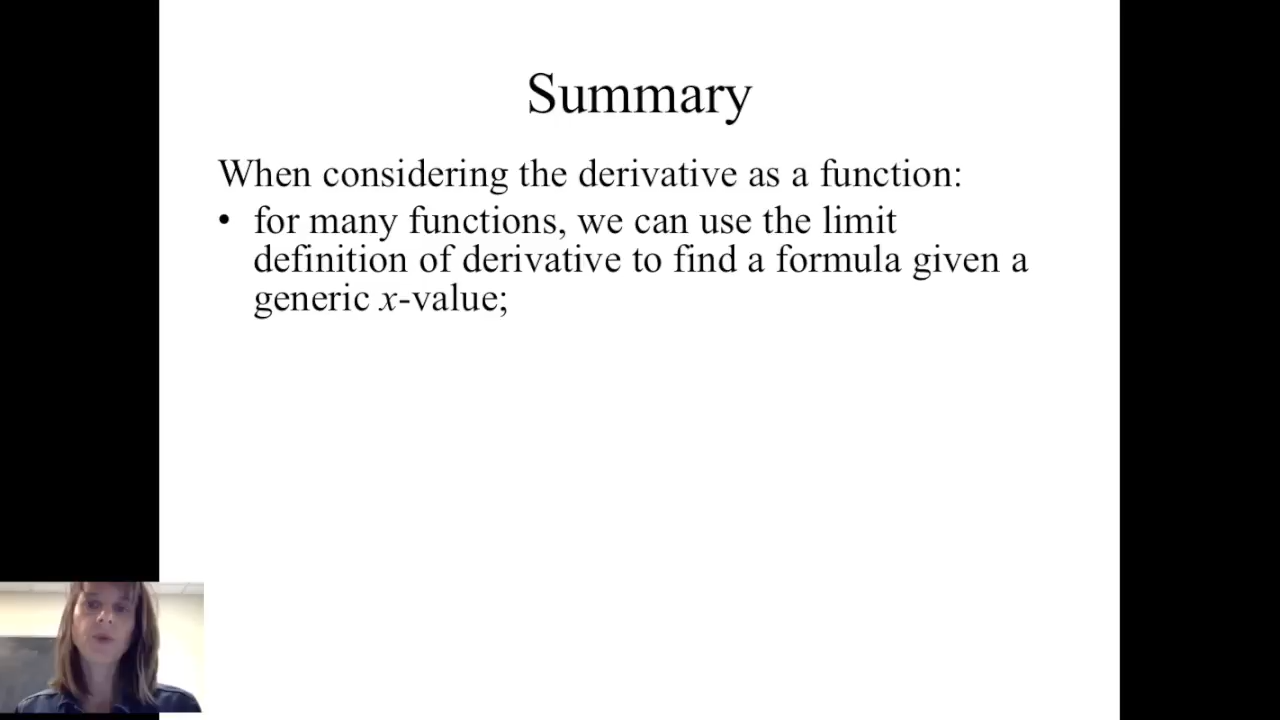 Summary
When considering the derivative as a function:
• for many functions, we can use the limit
definition of derivative to find a formula given a
generic x-value;